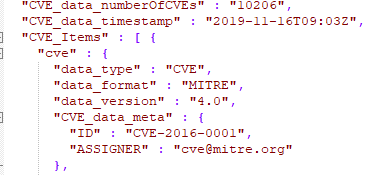 "CVE_data_numberOfCVEs" : "10206",
"CVE_data_timestamp" : "2019-11-16T09:03Z",
"CVE_Items" : [ {
"cve" : {
"data_type" : "CVE",
"data_format" : "MITRE",
"data_version" : "4.0",
"CVE_data_meta" : {
"ID" : "CVE-2016-0001",
"ASSIGNER" : "cve@mitre.org"
},